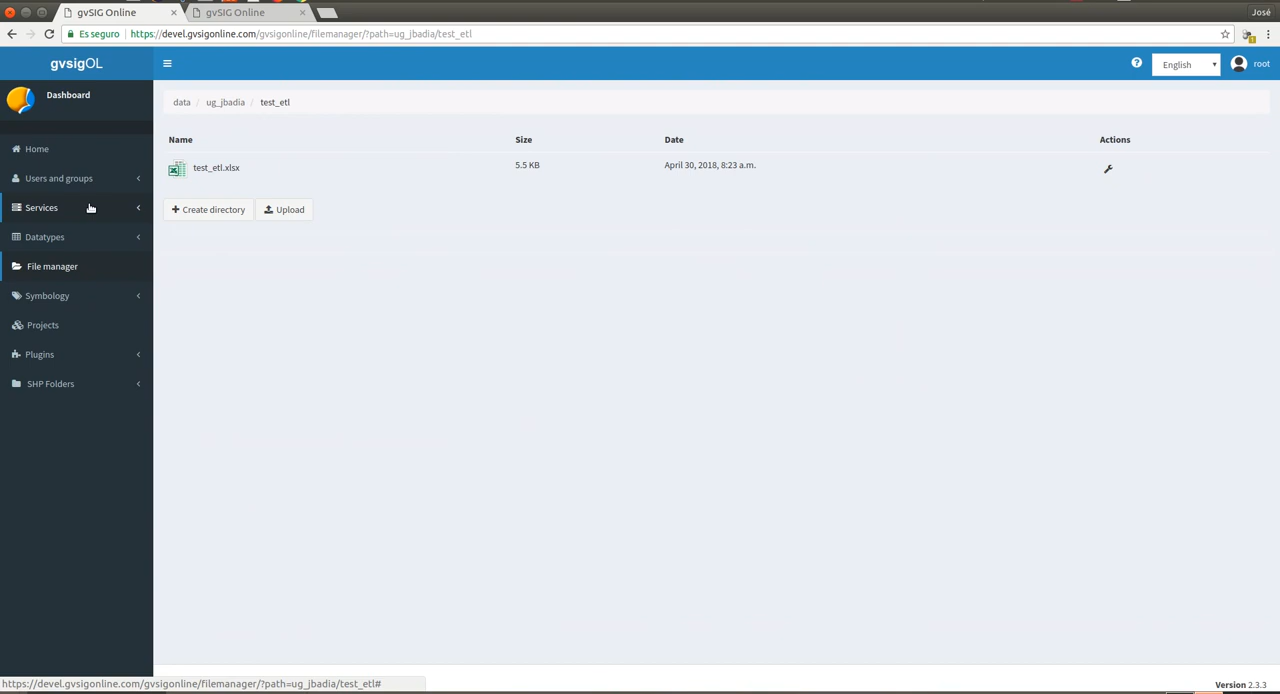 gvSIG Online
gvSIG Online
José
Es seguro
https://devel.gvsigonline.com/gvsigonline/filemanager/?path=ug_jbadia/test_etl
gvsigOL
English
root
Dashboard
data / ug_jbadia / test_etl
Name Size Date Actions
Home
test_etl.xlsx 5.5 KB April 30, 2018, 8:23 a.m.
Users and groups
Services
Create directory Upload
Datatypes
File manager
Symbology
Projects
Plugins
SHP Folders
https://devel.gvsigonline.com/gvsigonline/filemanager/?path=ug_jbadia/test_etl#
Version 2.3.3